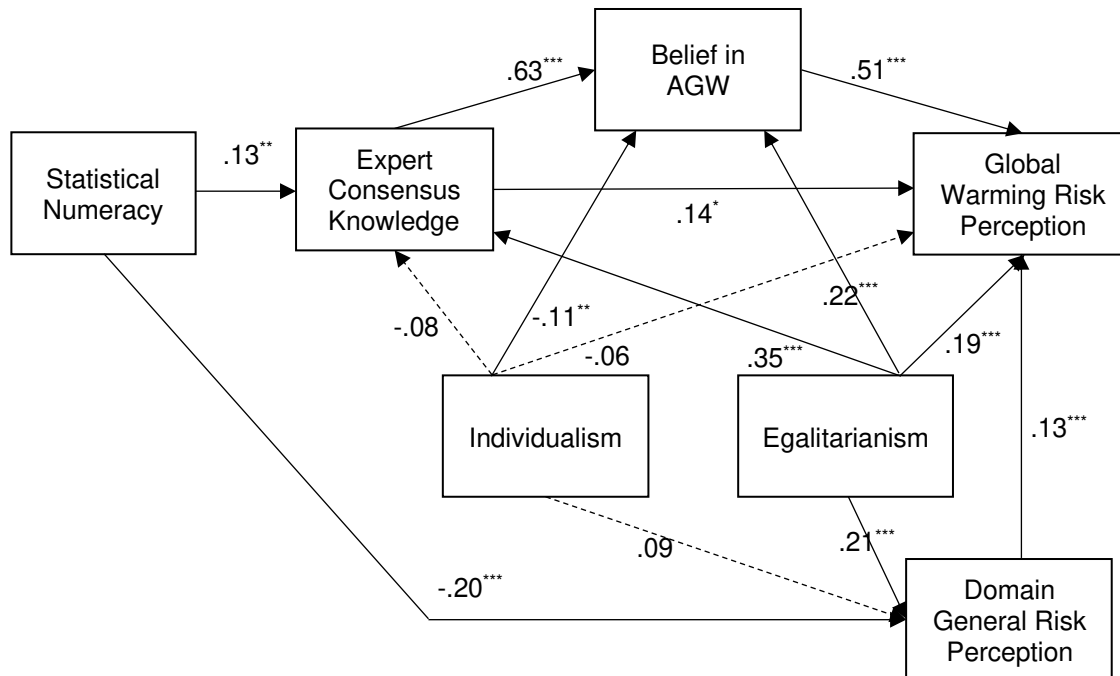 Belief in
AGW
.63***
.51***
Statistical
Numeracy
.13**
Expert
Consensus
Knowledge
Global
Warming Risk
Perception
.14*
-.08
-.11**
.22***
-.06
.35***
.19***
Individualism
Egalitarianism
.13***
.09
.21***
-.20***
Domain
General Risk
Perception